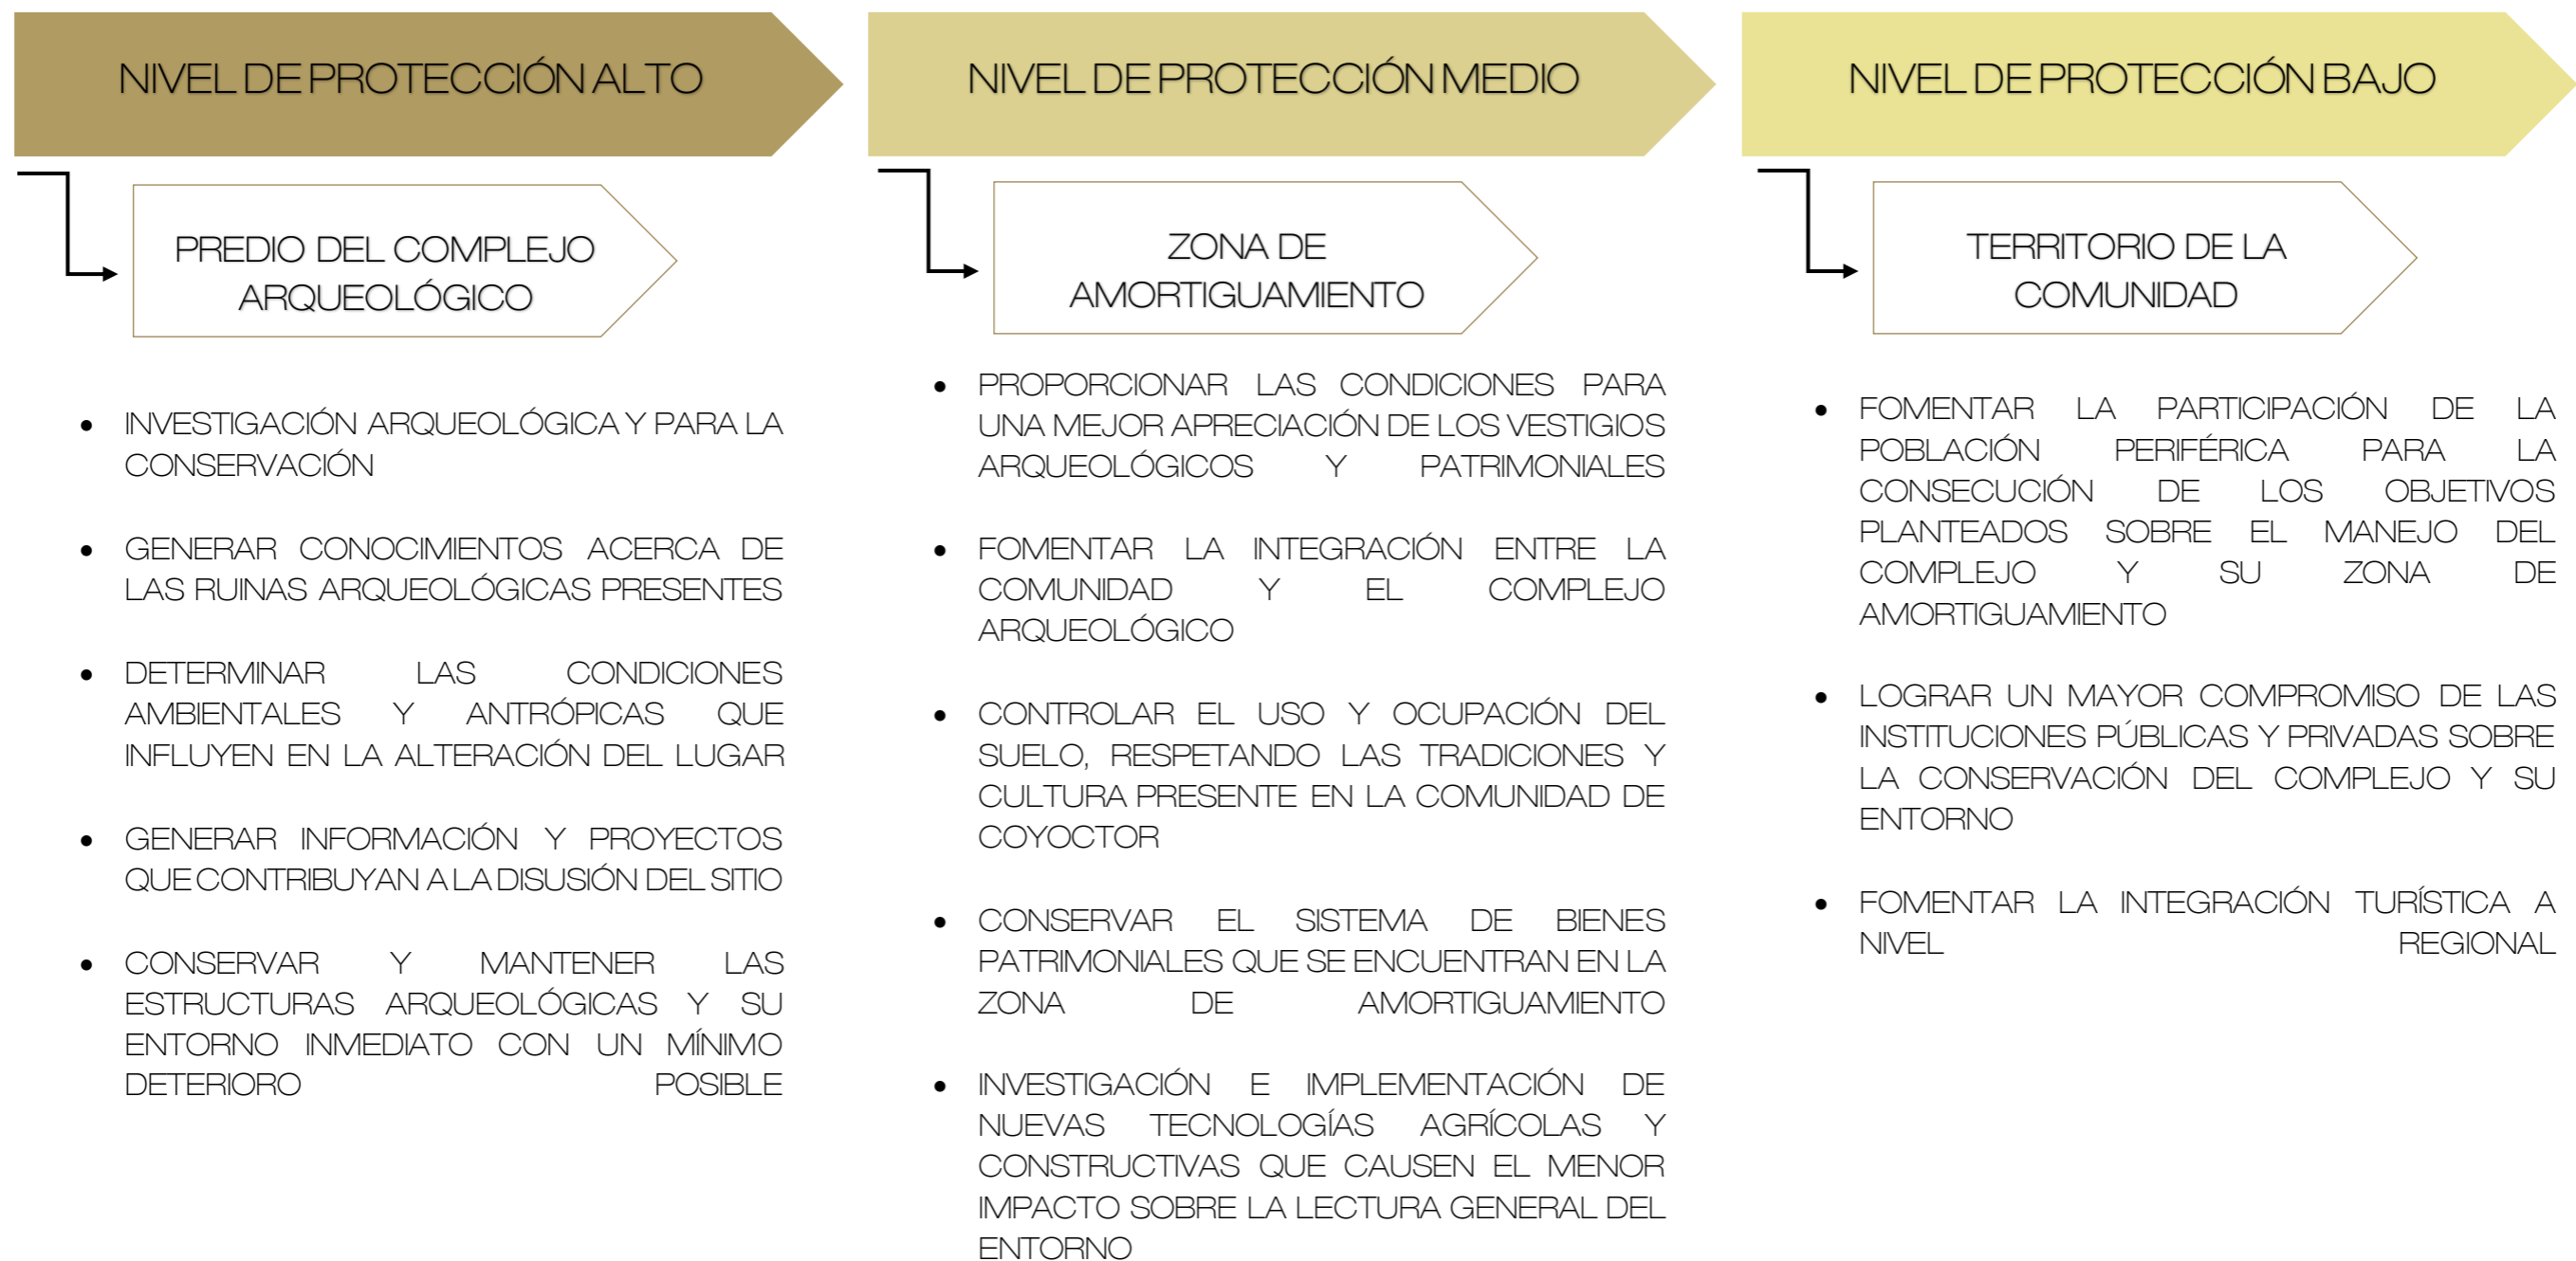 NIVEL DE PROTECCIÓN ALTO
PREDIO DEL COMPLEJO
ARQUEOLÓGICO
• INVESTIGACIÓN ARQUEOLÓGICA Y PARA LA
CONSERVACIÓN
• GENERAR CONOCIMIENTOS ACERCA DE
LAS RUINAS ARQUEOLÓGICAS PRESENTES
• DETERMINAR LAS CONDICIONES
AMBIENTALES Y ANTRÓPICAS QUE
INFLUYEN EN LA ALTERACIÓN DEL LUGAR
• GENERAR INFORMACIÓN Y PROYECTOS
QUE CONTRIBUYAN A LA DISUSIÓN DEL SITIO
• CONSERVAR Y MANTENER LAS
ESTRUCTURAS ARQUEOLÓGICAS Y SU
ENTORNO INMEDIATO CON UN MÍNIMO
DETERIORO POSIBLE
NIVEL DE PROTECCIÓN MEDIO
ZONA DE
AMORTIGUAMIENTO
• PROPORCIONAR LAS CONDICIONES PARA
UNA MEJOR APRECIACIÓN DE LOS VESTIGIOS
ARQUEOLÓGICOS Y PATRIMONIALES
• FOMENTAR LA INTEGRACIÓN ENTRE LA
COMUNIDAD Y EL COMPLEJO
ARQUEOLÓGICO
• CONTROLAR EL USO Y OCUPACIÓN DEL
SUELO, RESPETANDO LAS TRADICIONES Y
CULTURA PRESENTE EN LA COMUNIDAD DE
COYOCTOR
• CONSERVAR EL SISTEMA DE BIENES
PATRIMONIALES QUE SE ENCUENTRAN EN LA
ZONA DE AMORTIGUAMIENTO
• INVESTIGACIÓN E IMPLEMENTACIÓN DE
NUEVAS TECNOLOGÍAS AGRÍCOLAS Y
CONSTRUCTIVAS QUE CAUSEN EL MENOR
IMPACTO SOBRE LA LECTURA GENERAL DEL
ENTORNO
NIVEL DE PROTECCIÓN BAJO
TERRITORIO DE LA
COMUNIDAD
• FOMENTAR LA PARTICIPACIÓN DE LA
POBLACIÓN PERIFÉRICA PARA LA
CONSECUCIÓN DE LOS OBJETIVOS
PLANTEADOS SOBRE EL MANEJO DEL
COMPLEJO Y SU ZONA DE
AMORTIGUAMIENTO
• LOGRAR UN MAYOR COMPROMISO DE LAS
INSTITUCIONES PÚBLICAS Y PRIVADAS SOBRE
LA CONSERVACIÓN DEL COMPLEJO Y SU
ENTORNO
• FOMENTAR LA INTEGRACIÓN TURÍSTICA A
NIVEL REGIONAL